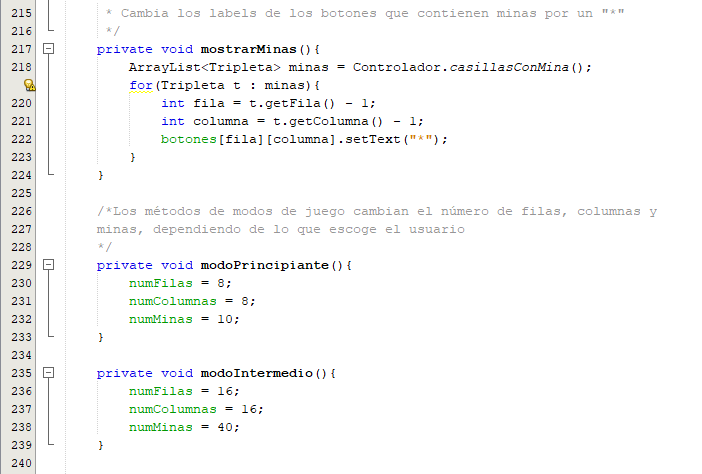 215 * Cambia los labels de los botones que contienen minas por un "*"
216 */
217 private void mostrarMinas(){
218 ArrayList<Tripleta> minas = Controlador.casillasConMina();
for(Tripleta t : minas){
220 int fila = t.getFila() - 1;
221 int columna = t.getColumna() - 1;
222 botones[fila][columna].setText("*");
223 }
224 }
225
226 /*Los métodos de modos de juego cambian el número de filas, columnas y
227 minas, dependiendo de lo que escoge el usuario
228 */
229 private void modoPrincipiante(){
230 numFilas = 8;
231 numColumnas = 8;
232 numMinas = 10;
233 }
234
235 private void modoIntermedio(){
236 numFilas = 16;
237 numColumnas = 16;
238 numMinas = 40;
239 }
240